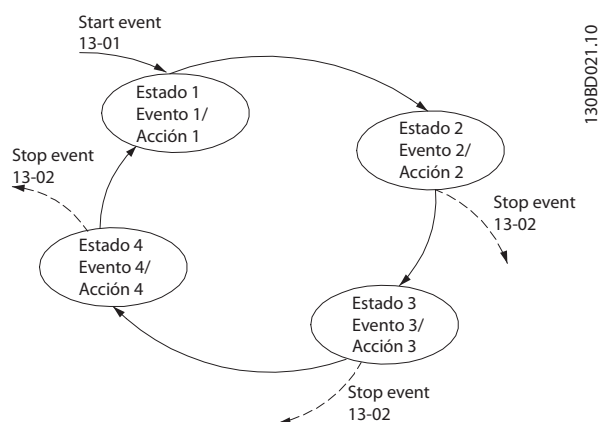 Start event
13-01
130BD021.10
Estado 1
Evento 1/
Acción 1
Estado 2
Evento 2/
Acción 2
Stop event
13-02
Stop event
13-02
Estado 4
Evento 4/
Acción 4
Estado 3
Evento 3/
Acción 3
Stop event
13-02